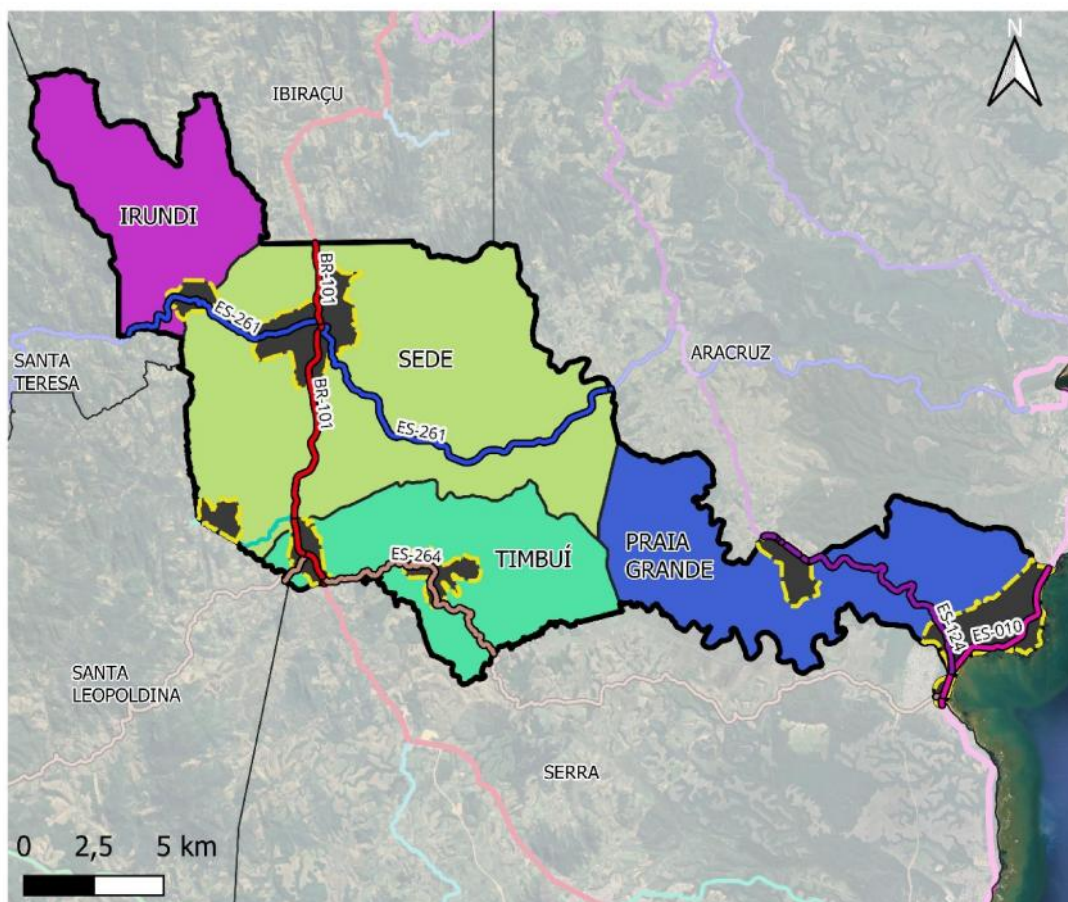 N
IBIRAÇU
IRUNDI
BR-101
ES-261
SANTA
TERESA
SEDE
ARACRUZ
BR-101
ES-261
ES-264
TIMBUÍ
PRAIA
GRANDE
ES-124
ES-010
SANTA
LEOPOLDINA
SERRA
0 2,5 5 km